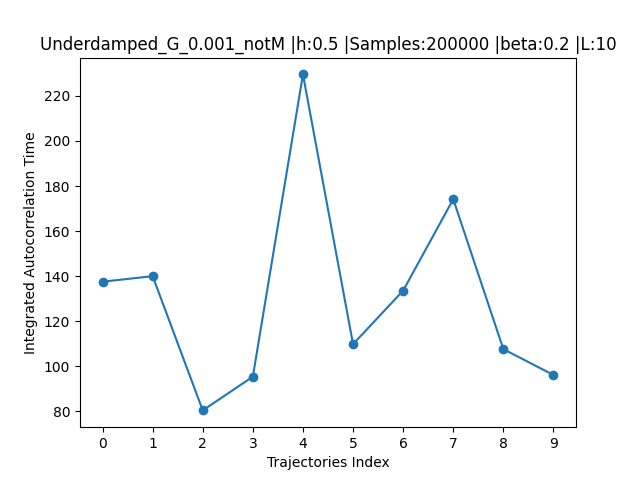 Underdamped_G_0.001_notM |h:0.5 |Samples:200000 |beta:0.2 |L:10
Integrated Autocorrelation Time
220
200
180
160
140
120
100
80
0 1 2 3 4 5 6 7 8 9
Trajectories Index